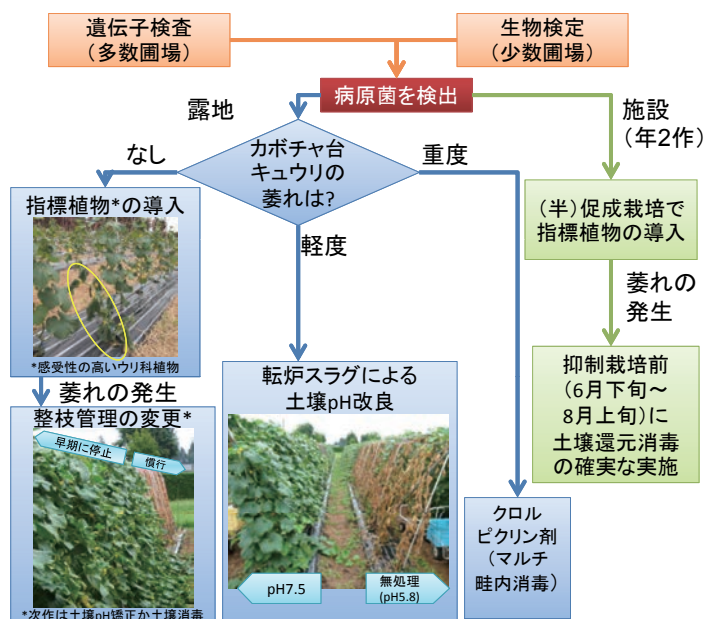 遺伝子検査
（多数圃場）
生物検定
（少数圃場）
病原菌を検出
露地
施設
（年2作）
カボチャ台
キュウリの
萎れは?
なし
重度
軽度
指標植物*の導入
*感受性の高いウリ科植物
萎れの発生
整枝管理の変更*
早期に停止
慣行
*次作は土壌pH矯正か土壌消毒
転炉スラグによる
土壌pH改良
pH7.5
無処理
(pH5.8)
クロル
ピクリン剤
（マルチ
畦内消毒）
（半）促成栽培で
指標植物の導入
萎れの
発生
抑制栽培前
（6月下旬～
8月上旬）に
土壌還元消毒
の確実な実施